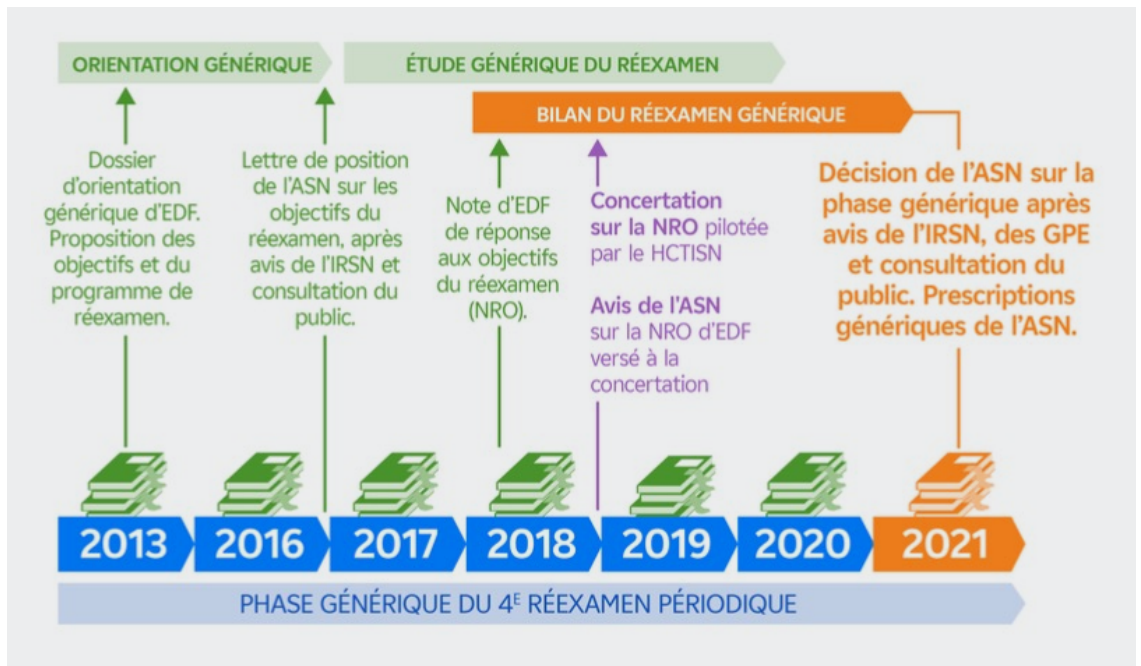 ORIENTATION GÉNÉRIQUE
ÉTUDE GÉNÉRIQUE DU RÉEXAMEN
BILAN DU RÉEXAMEN GÉNÉRIQUE
Dossier
d'orientation
générique d'EDF.
Proposition des
objectifs et du
programme de
réexamen.
Lettre de position
de l'ASN sur les
objectifs du
réexamen, après
avis de l'IRSN et
consultation du
public.
Note d'EDF
de réponse
aux objectifs
du réexamen
(NRO).
Concertation
sur la NRO pilotée
par le HCTISN
Avis de l'ASN
sur la NRO d'EDF
versé à la
concertation
Décision de l'ASN sur la
phase générique après
avis de l'IRSN, des GPE
et consultation du
public. Prescriptions
génériques de l'ASN.
2013 2016 2017 2018 2019 2020 2021
PHASE GÉNÉRIQUE DU 4E RÉEXAMEN PÉRIODIQUE